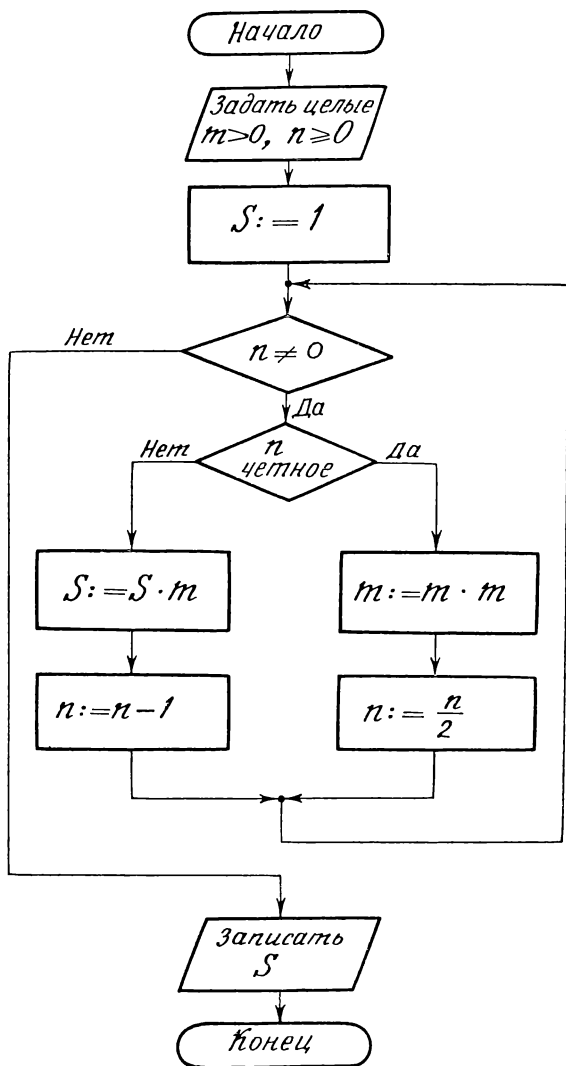 Начало
Задать целые
m>0, n≥0
S:=1
Нет
n≠0
Да
Нет
n
четное
Да
S:=S·m
m:=m·m
n:=n-1
n:=n/2
Записать
S
Конец